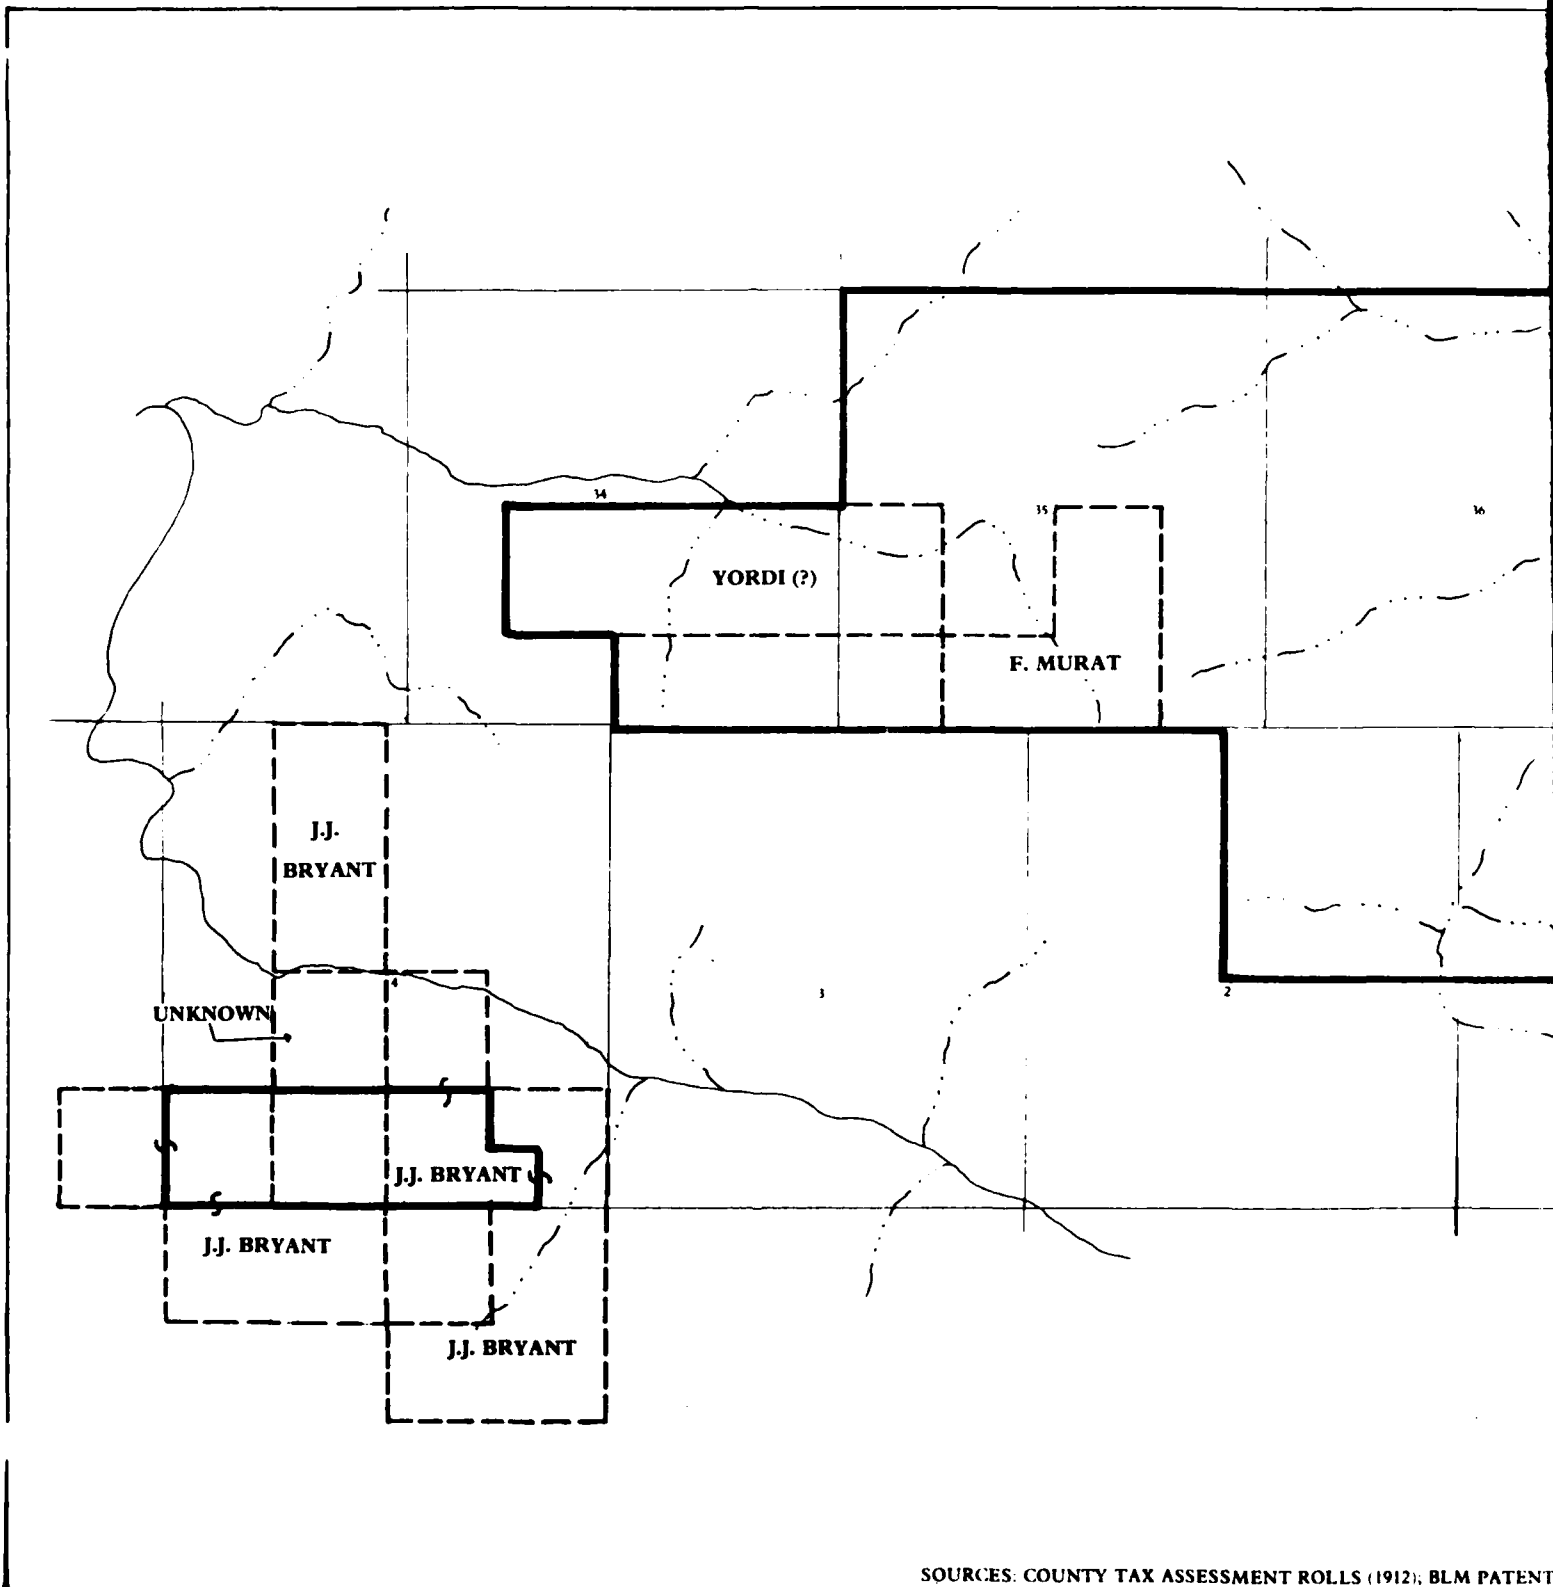 34
35
36
YORDI (?)
F. MURAT
J.J.
BRYANT
4
3
2
UNKNOWN
J.J. BRYANT
J.J. BRYANT
J.J. BRYANT
SOURCES: COUNTY TAX ASSESSMENT ROLLS (1912); BLM PATENT